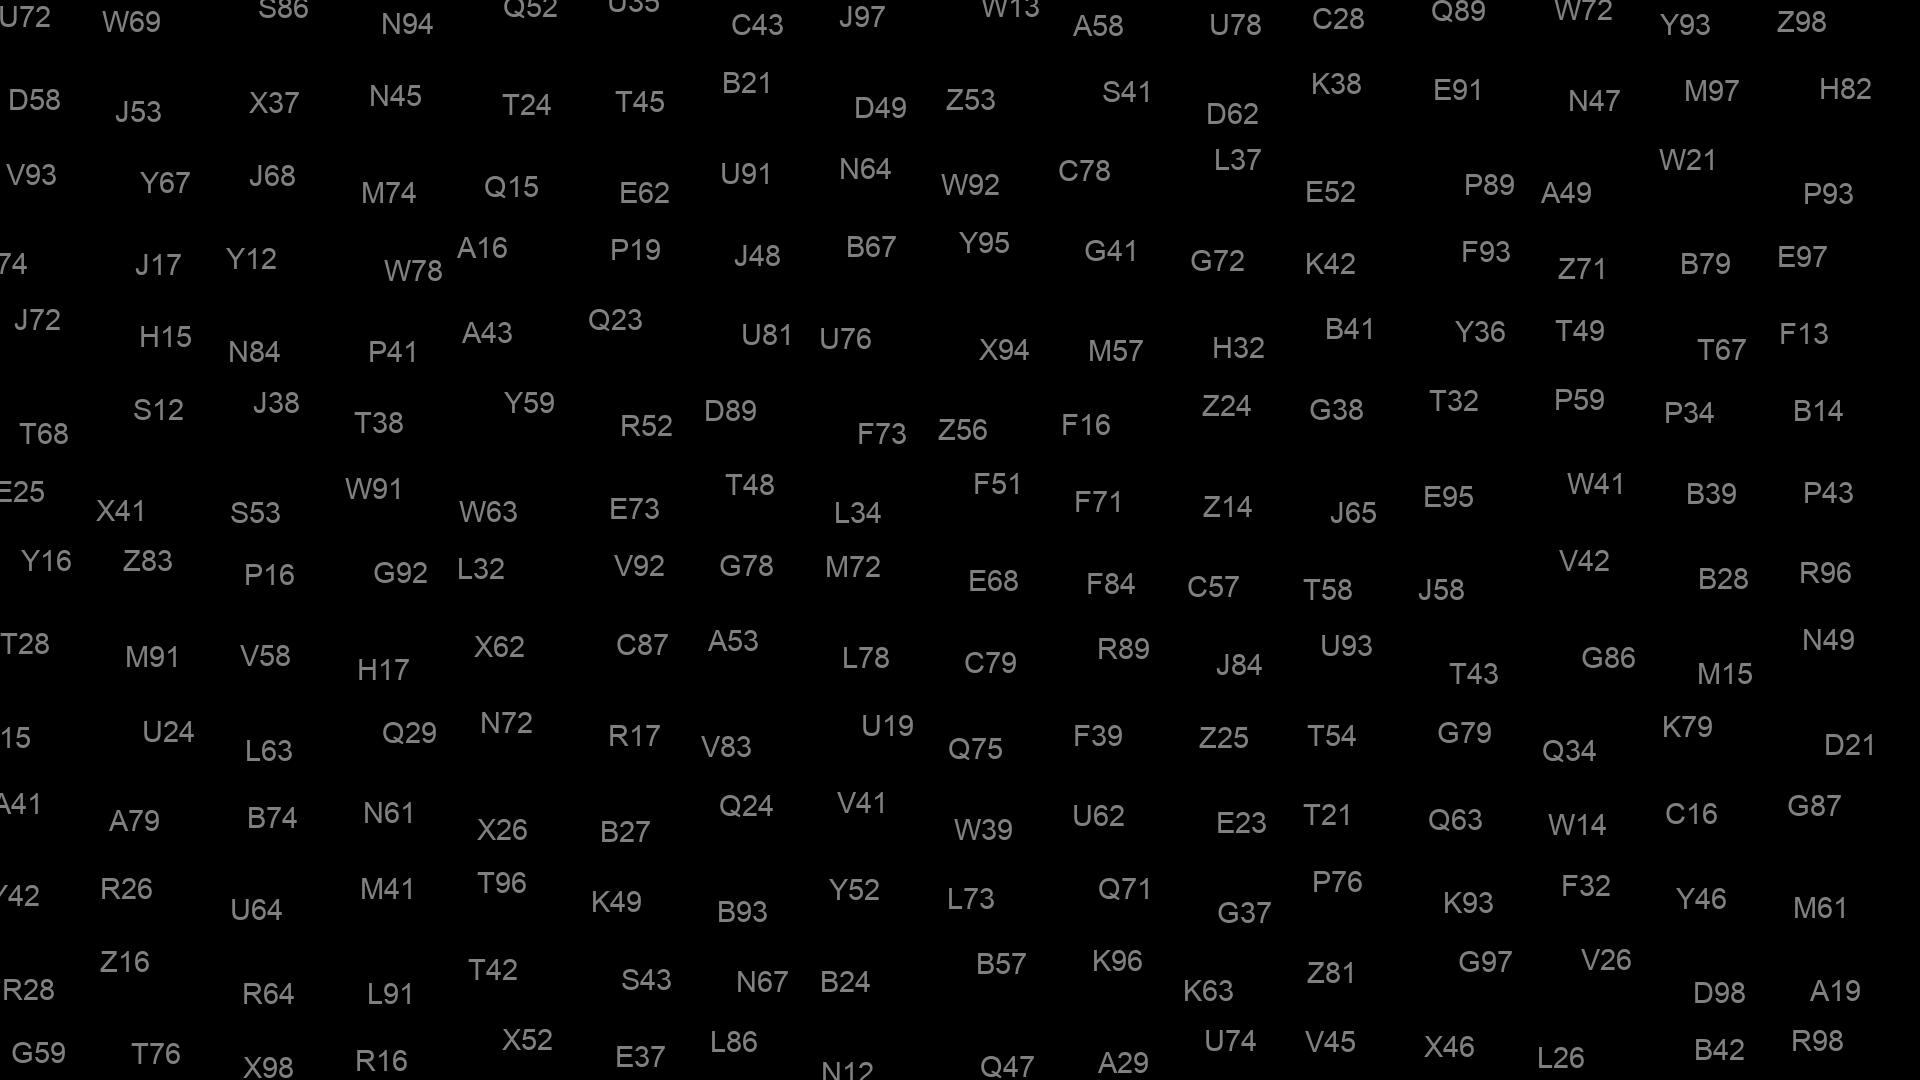 U72 W69 S86 N94 Q52 U35 C43 J97 W13 A58 U78 C28 Q89 W72 Y93 Z98
D58 J53 X37 N45 T24 T45 B21 D49 Z53 S41 D62 K38 E91 N47 M97 H82
V93 Y67 J68 M74 Q15 E62 U91 N64 W92 C78 L37 E52 P89 A49 W21 P93
74 J17 Y12 W78 A16 P19 J48 B67 Y95 G41 G72 K42 F93 Z71 B79 E97
J72 H15 N84 P41 A43 Q23 U81 U76 X94 M57 H32 B41 Y36 T49 T67 F13
T68 S12 J38 T38 Y59 R52 D89 F73 Z56 F16 Z24 G38 T32 P59 P34 B14
E25 X41 S53 W91 W63 E73 T48 L34 F51 F71 Z14 J65 E95 W41 B39 P43
Y16 Z83 P16 G92 L32 V92 G78 M72 E68 F84 C57 T58 J58 V42 B28 R96
T28 M91 V58 H17 X62 C87 A53 L78 C79 R89 J84 U93 T43 G86 M15 N49
15 U24 L63 Q29 N72 R17 V83 U19 Q75 F39 Z25 T54 G79 Q34 K79 D21
A41 A79 B74 N61 X26 B27 Q24 V41 W39 U62 E23 T21 Q63 W14 C16 G87
Y42 R26 U64 M41 T96 K49 B93 Y52 L73 Q71 G37 P76 K93 F32 Y46 M61
R28 Z16 R64 L91 T42 S43 N67 B24 B57 K96 K63 Z81 G97 V26 D98 A19
G59 T76 X98 R16 X52 E37 L86 N12 Q47 A29 U74 V45 X46 L26 B42 R98